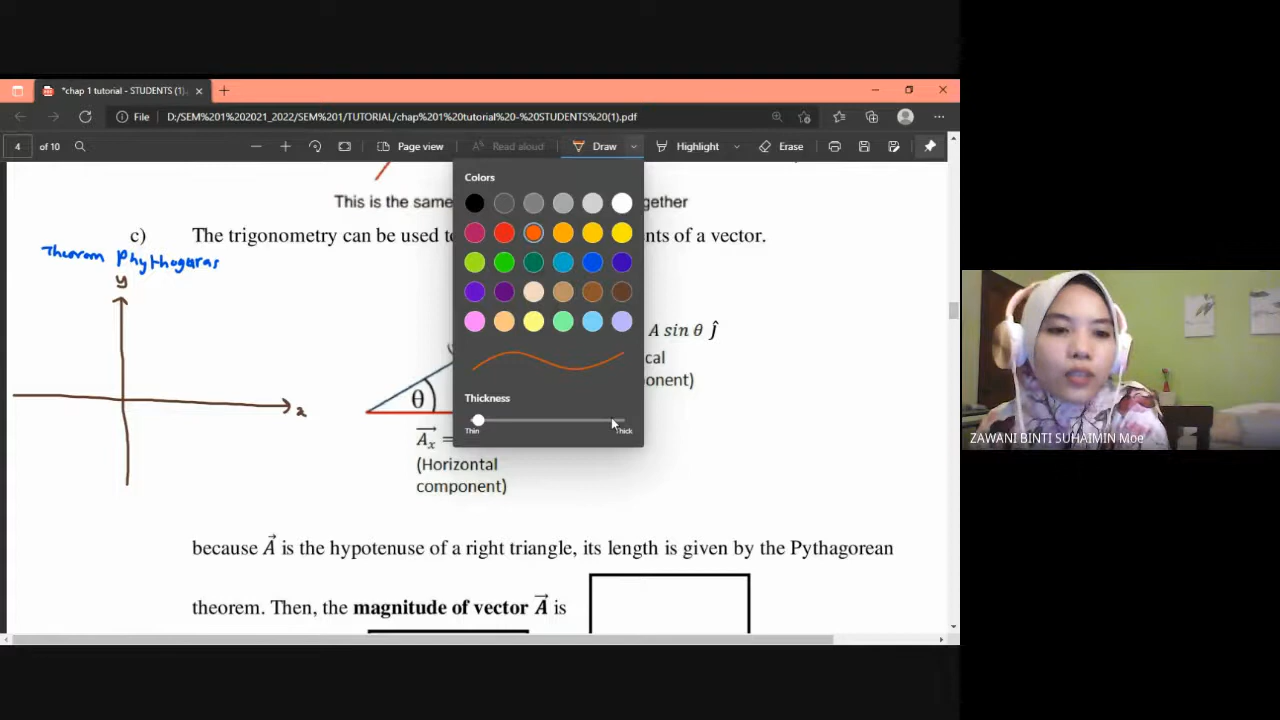 *chap 1 tutorial - STUDENTS (1).
File
D:/SEM%201%202021_2022/SEM%201/TUTORIAL/chap%201%20tutorial%20-%20STUDENTS%20(1).pdf
4 of 10
Page view
Read aloud
Draw
Highlight
Erase
Colors
Thickness
Thin
Thick
This is the same
gether
c) The trigonometry can be used t
nts of a vector.
Theorem Phythogaras
y
x
θ
A sin θ ĵ
cal
onent)
A⃗x =
(Horizontal
component)
because A⃗ is the hypotenuse of a right triangle, its length is given by the Pythagorean
theorem. Then, the magnitude of vector A⃗ is
ZAWANI BINTI SUHAIMIN Moe